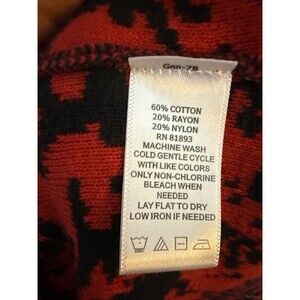 60% COTTON
20% RAYON
20% NYLON
RN 81893
MACHINE WASH
COLD GENTLE CYCLE
WITH LIKE COLORS
ONLY NON-CHLORINE
BLEACH WHEN
NEEDED
LAY FLAT TO DRY
LOW IRON IF NEEDED